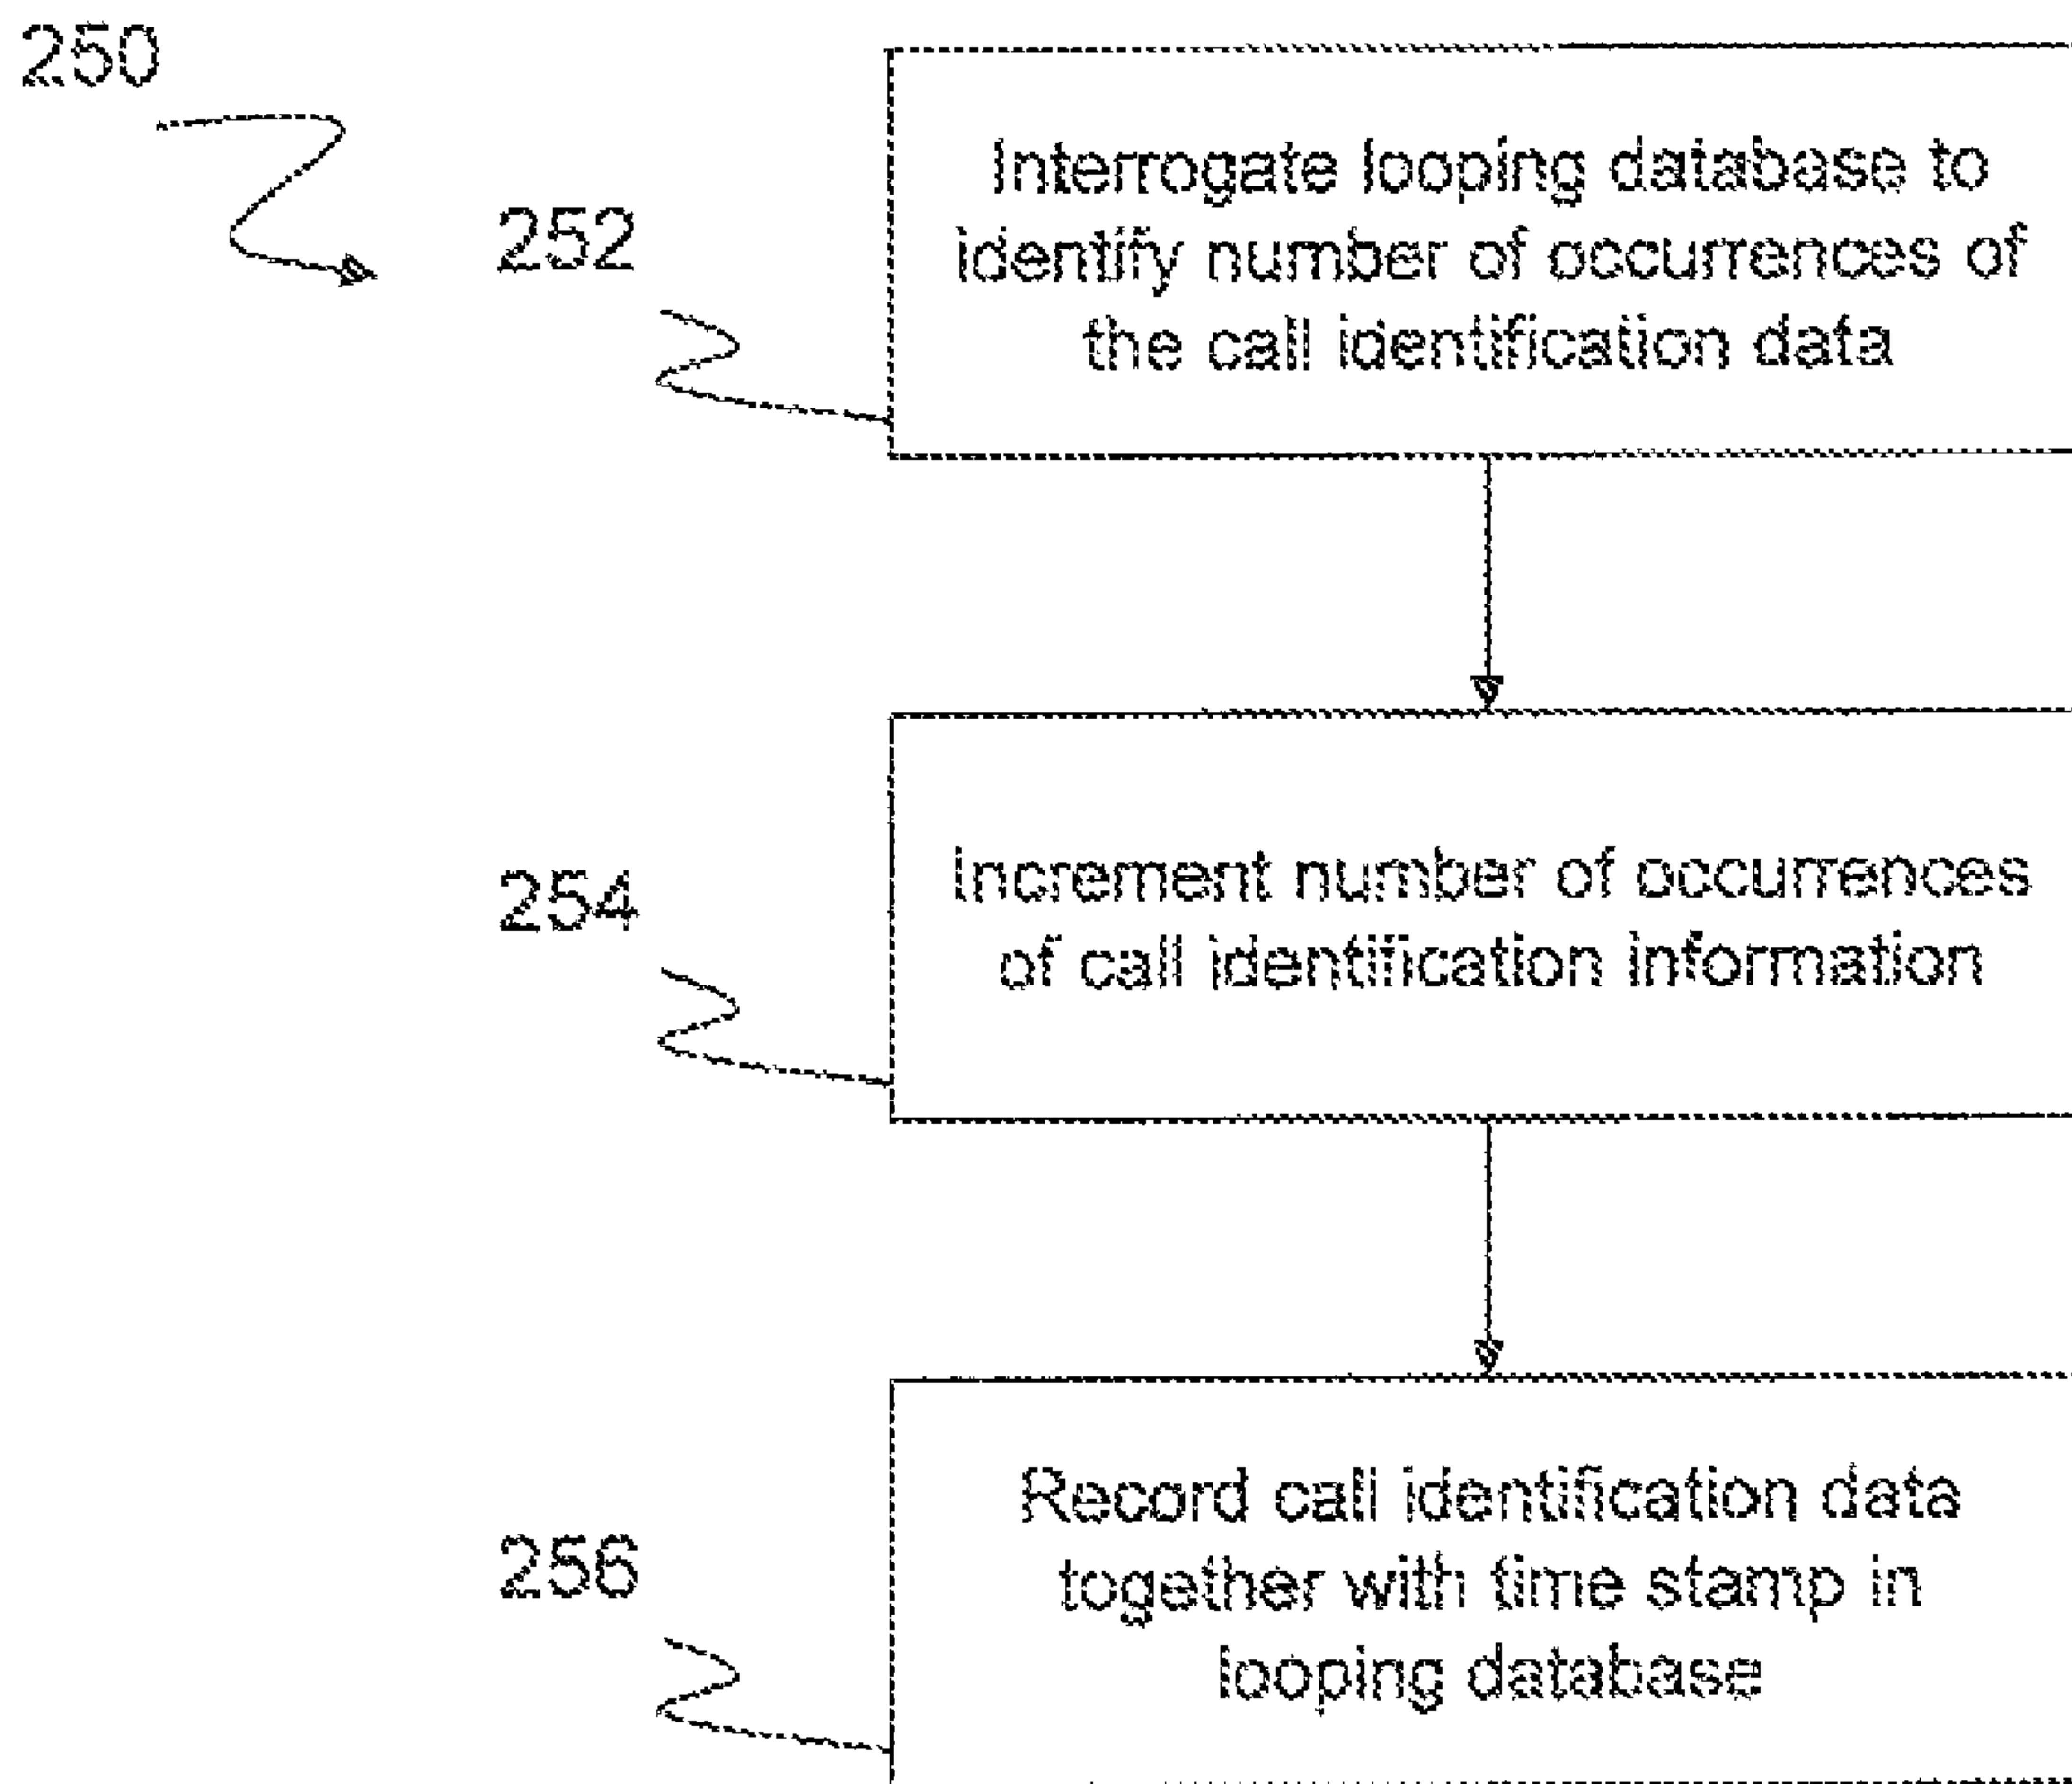 250
252
Interrogate looping database to
identify number of occurrences of
the call identification data
254
Increment number of occurrences
of call identification information
256
Record call identification data
together with time stamp in
looping database